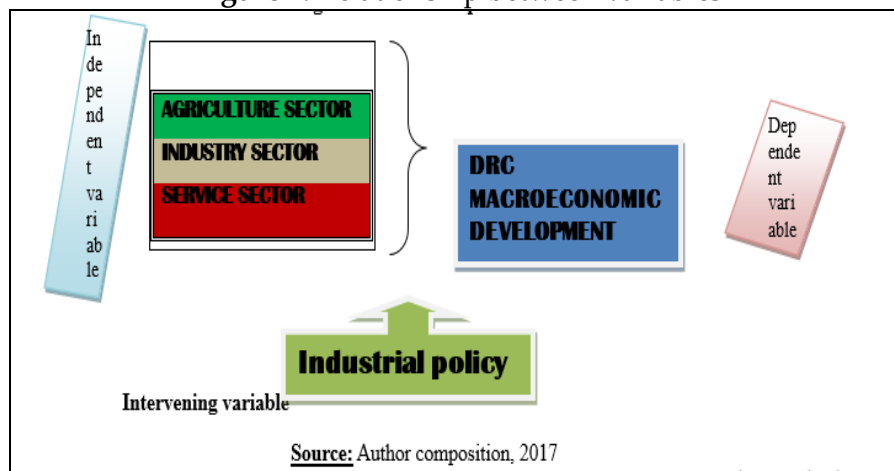 In
de
pe
nd
en
t
va
ri
ab
le
AGRICULTURE SECTOR
INDUSTRY SECTOR
SERVICE SECTOR
DRC
MACROECONOMIC
DEVELOPMENT
Dep
ende
nt
vari
able
Industrial policy
Intervening variable
Source: Author composition, 2017